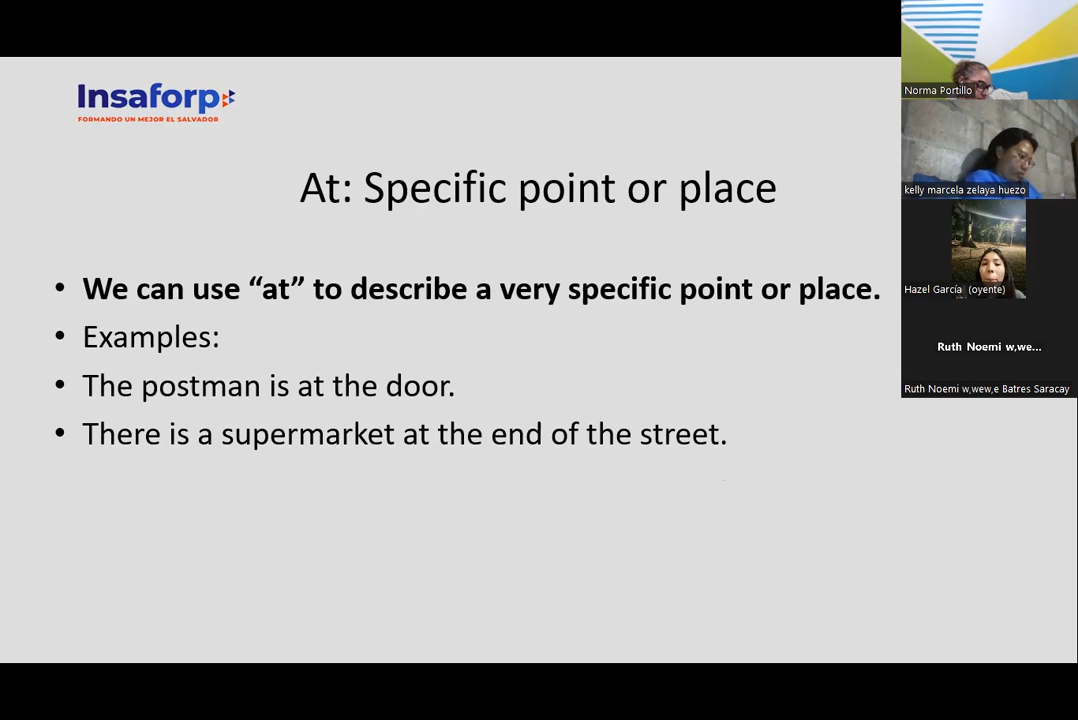 Insaforp
FORMANDO UN MEJOR EL SALVADOR
At: Specific point or place
• We can use “at” to describe a very specific point or place.
• Examples:
• The postman is at the door.
• There is a supermarket at the end of the street.
Norma Portillo
kelly marcela zelaya huezo
Hazel García (oyente)
Ruth Noemi w,we...
Ruth Noemi w,wew,e Batres Saracay